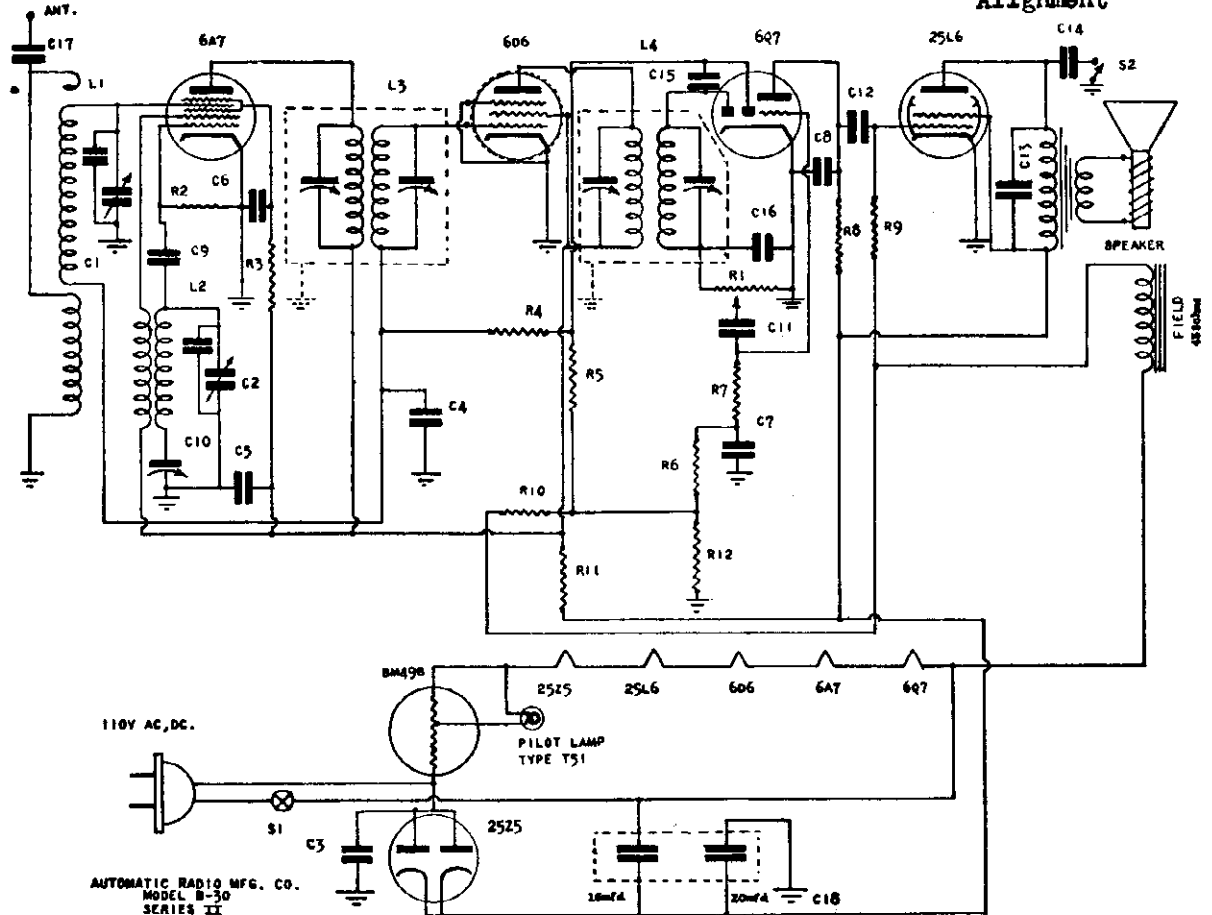 Alignment
ANT.
C17
6A7
6D6
L4
6Q7
25L6
C14
S2
L1
L3
C15
C12
C8
C13
R2
C6
C16
R8
R9
SPEAKER
C1
C9
R3
L2
R1
FIELD
R4
C11
R5
R7
C2
C4
C7
C10
C5
R6
R10
R12
R11
BM49B
25Z5
25L6
6D6
6A7
6Q7
110V AC,DC.
PILOT LAMP
TYPE T51
S1
25Z5
C3
16mfd
20mfd
C18
AUTOMATIC RADIO MFG. CO.
MODEL B-30
SERIES II